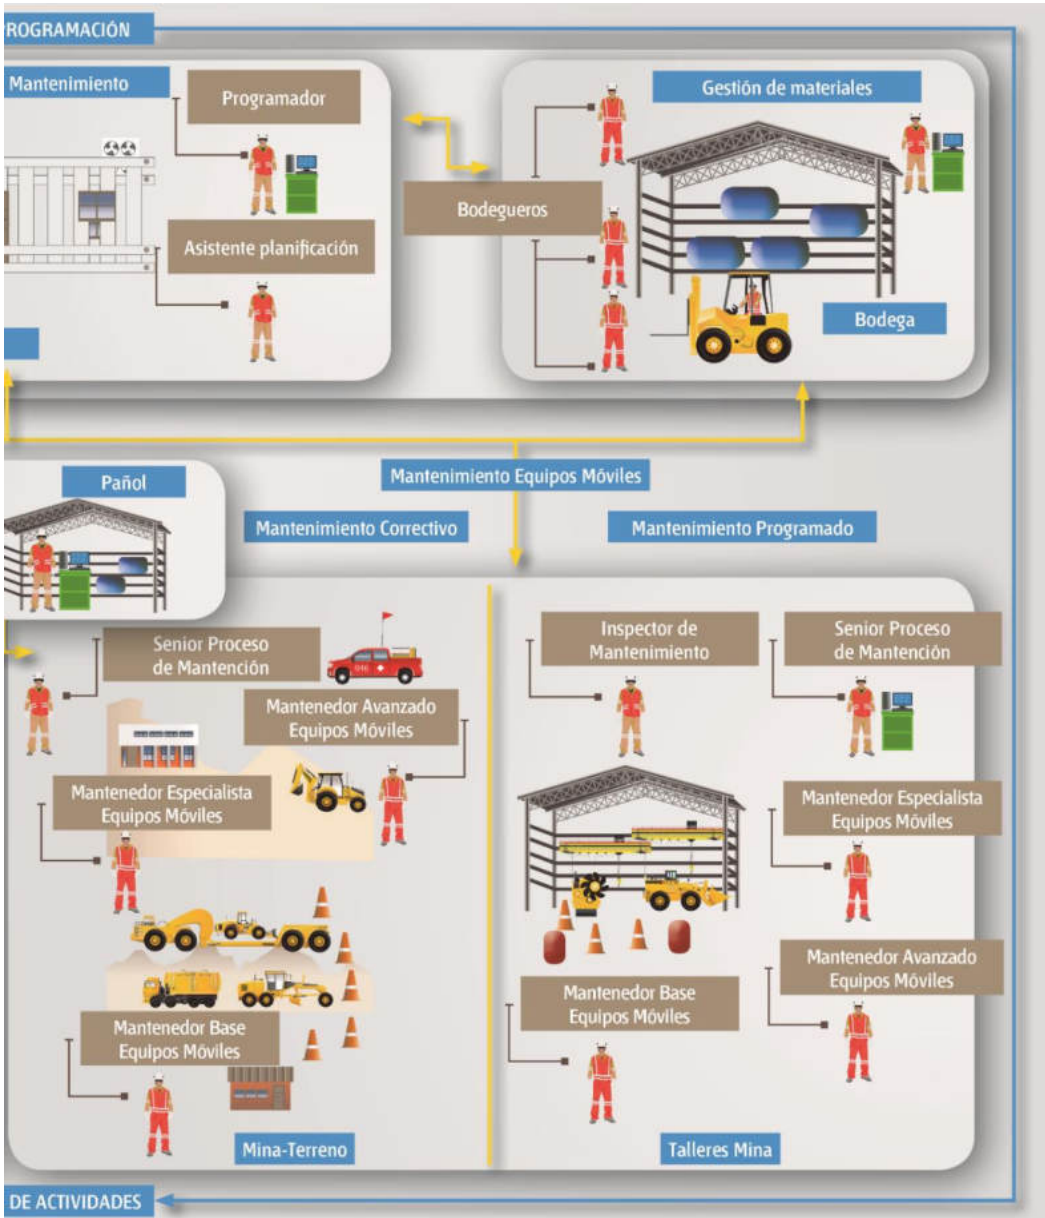 ROGRAMACIÓN
Mantenimiento
Programador
Asistente planificación
Bodegueros
Gestión de materiales
Bodega
Mantenimiento Equipos Móviles
Pañol
Mantenimiento Correctivo
Mantenimiento Programado
Senior Proceso
de Mantención
Mantenedor Avanzado
Equipos Móviles
Mantenedor Especialista
Equipos Móviles
Mantenedor Base
Equipos Móviles
Mina-Terreno
Inspector de
Mantenimiento
Senior Proceso
de Mantención
Mantenedor Especialista
Equipos Móviles
Mantenedor Avanzado
Equipos Móviles
Mantenedor Base
Equipos Móviles
Talleres Mina
DE ACTIVIDADES